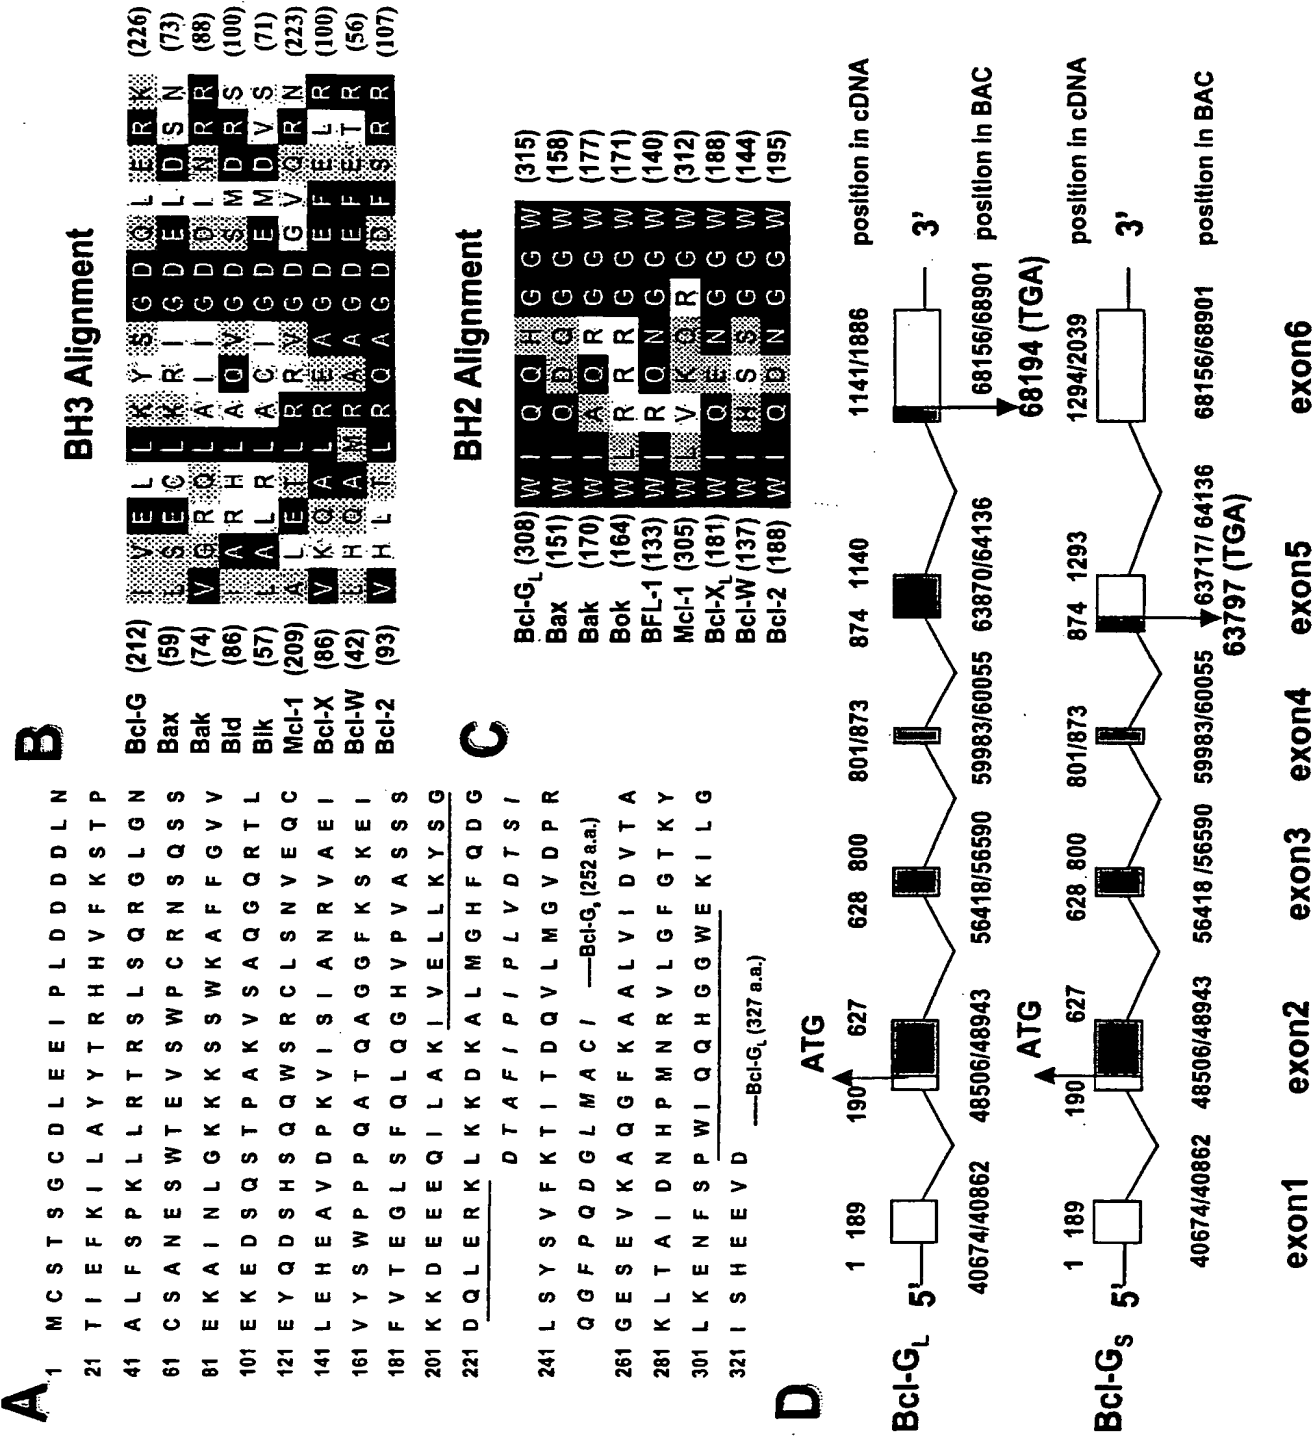 A
1 M C S T S G C D L E E I P L D D D D L N
21 T I E F K I L A Y Y T R H H V F K S T P
41 A L F S P K L L R T R S L S Q R G L G N
61 C S A N E S W T E V S W P C R N S Q S S
81 E K A I N L G K K K S S W K A F F G V V
101 E K E D S Q S T P A K V S A Q G Q R T L
121 E Y Q D S H S Q Q W S R C L S N V E Q C
141 L E H E A V D P K V I S I A N R V A E I
161 V Y S W P P P Q A T Q A G G F K S K E I
181 F V T E G L S F Q L Q G H V P V A S S S
201 K K D E E E Q I L A K I V E L L K Y S G
221 D Q L E R K L K K D K A L M G H F Q D G
D T A F I P I P L V D T S I
241 L S Y S V F K T I T D Q V L M G V D P R
Q G F P Q D G L M A C I ----Bcl-Gs (252 a.a.)
261 G E S E V K A Q G F K A A L V I D V T A
281 K L T A I D N H P M N R V L G F G T K Y
301 L K E N F S P W I Q Q H G G W E K I L G
321 I S H E E V D ----Bcl-GL (327 a.a.)
B
BH3 Alignment
Bcl-G (212) I V E L L K Y S G D Q L E R K (226)
Bax (59) L S E C L K R I G D E L D S N (73)
Bak (74) V G R Q L A I I G D D I N R R (88)
Bid (86) I A R H L A Q V G D S M D R S (100)
Bik (57) L A L R L A C I G D E M D V S (71)
Mcl-1 (209) A L E T L R R V G D G V Q R N (223)
Bcl-X (86) V K Q A L R E A G D E F E L R (100)
Bcl-W (42) L H Q A M R A A G D E F E T R (56)
Bcl-2 (93) V H L T L R Q A G D D F S R R (107)
C
BH2 Alignment
Bcl-GL (308) W I Q Q H G G W (315)
Bax (151) W I Q D Q G G W (158)
Bak (170) W I A Q R G G W (177)
Bok (164) W L R R R G G W (171)
BFL-1 (133) W I R Q N G G W (140)
Mcl-1 (305) W L V K Q R G W (312)
Bcl-XL (181) W I Q E N G G W (188)
Bcl-W (137) W I H S S G G W (144)
Bcl-2 (188) W I Q D N G G W (195)
D
ATG
1 189 190 627 628 800 801/873 874 1140 1141/1886 position in cDNA
Bcl-GL 5' 3'
40674/40862 48506/48943 56418/56590 59983/60055 63870/64136 68156/68901 position in BAC
68194 (TGA)
ATG
1 189 190 627 628 800 801/873 874 1293 1294/2039 position in cDNA
Bcl-GS 5' 3'
40674/40862 48506/48943 56418 /56590 59983/60055 63717/ 64136 68156/68901 position in BAC
63797 (TGA)
exon1 exon2 exon3 exon4 exon5 exon6